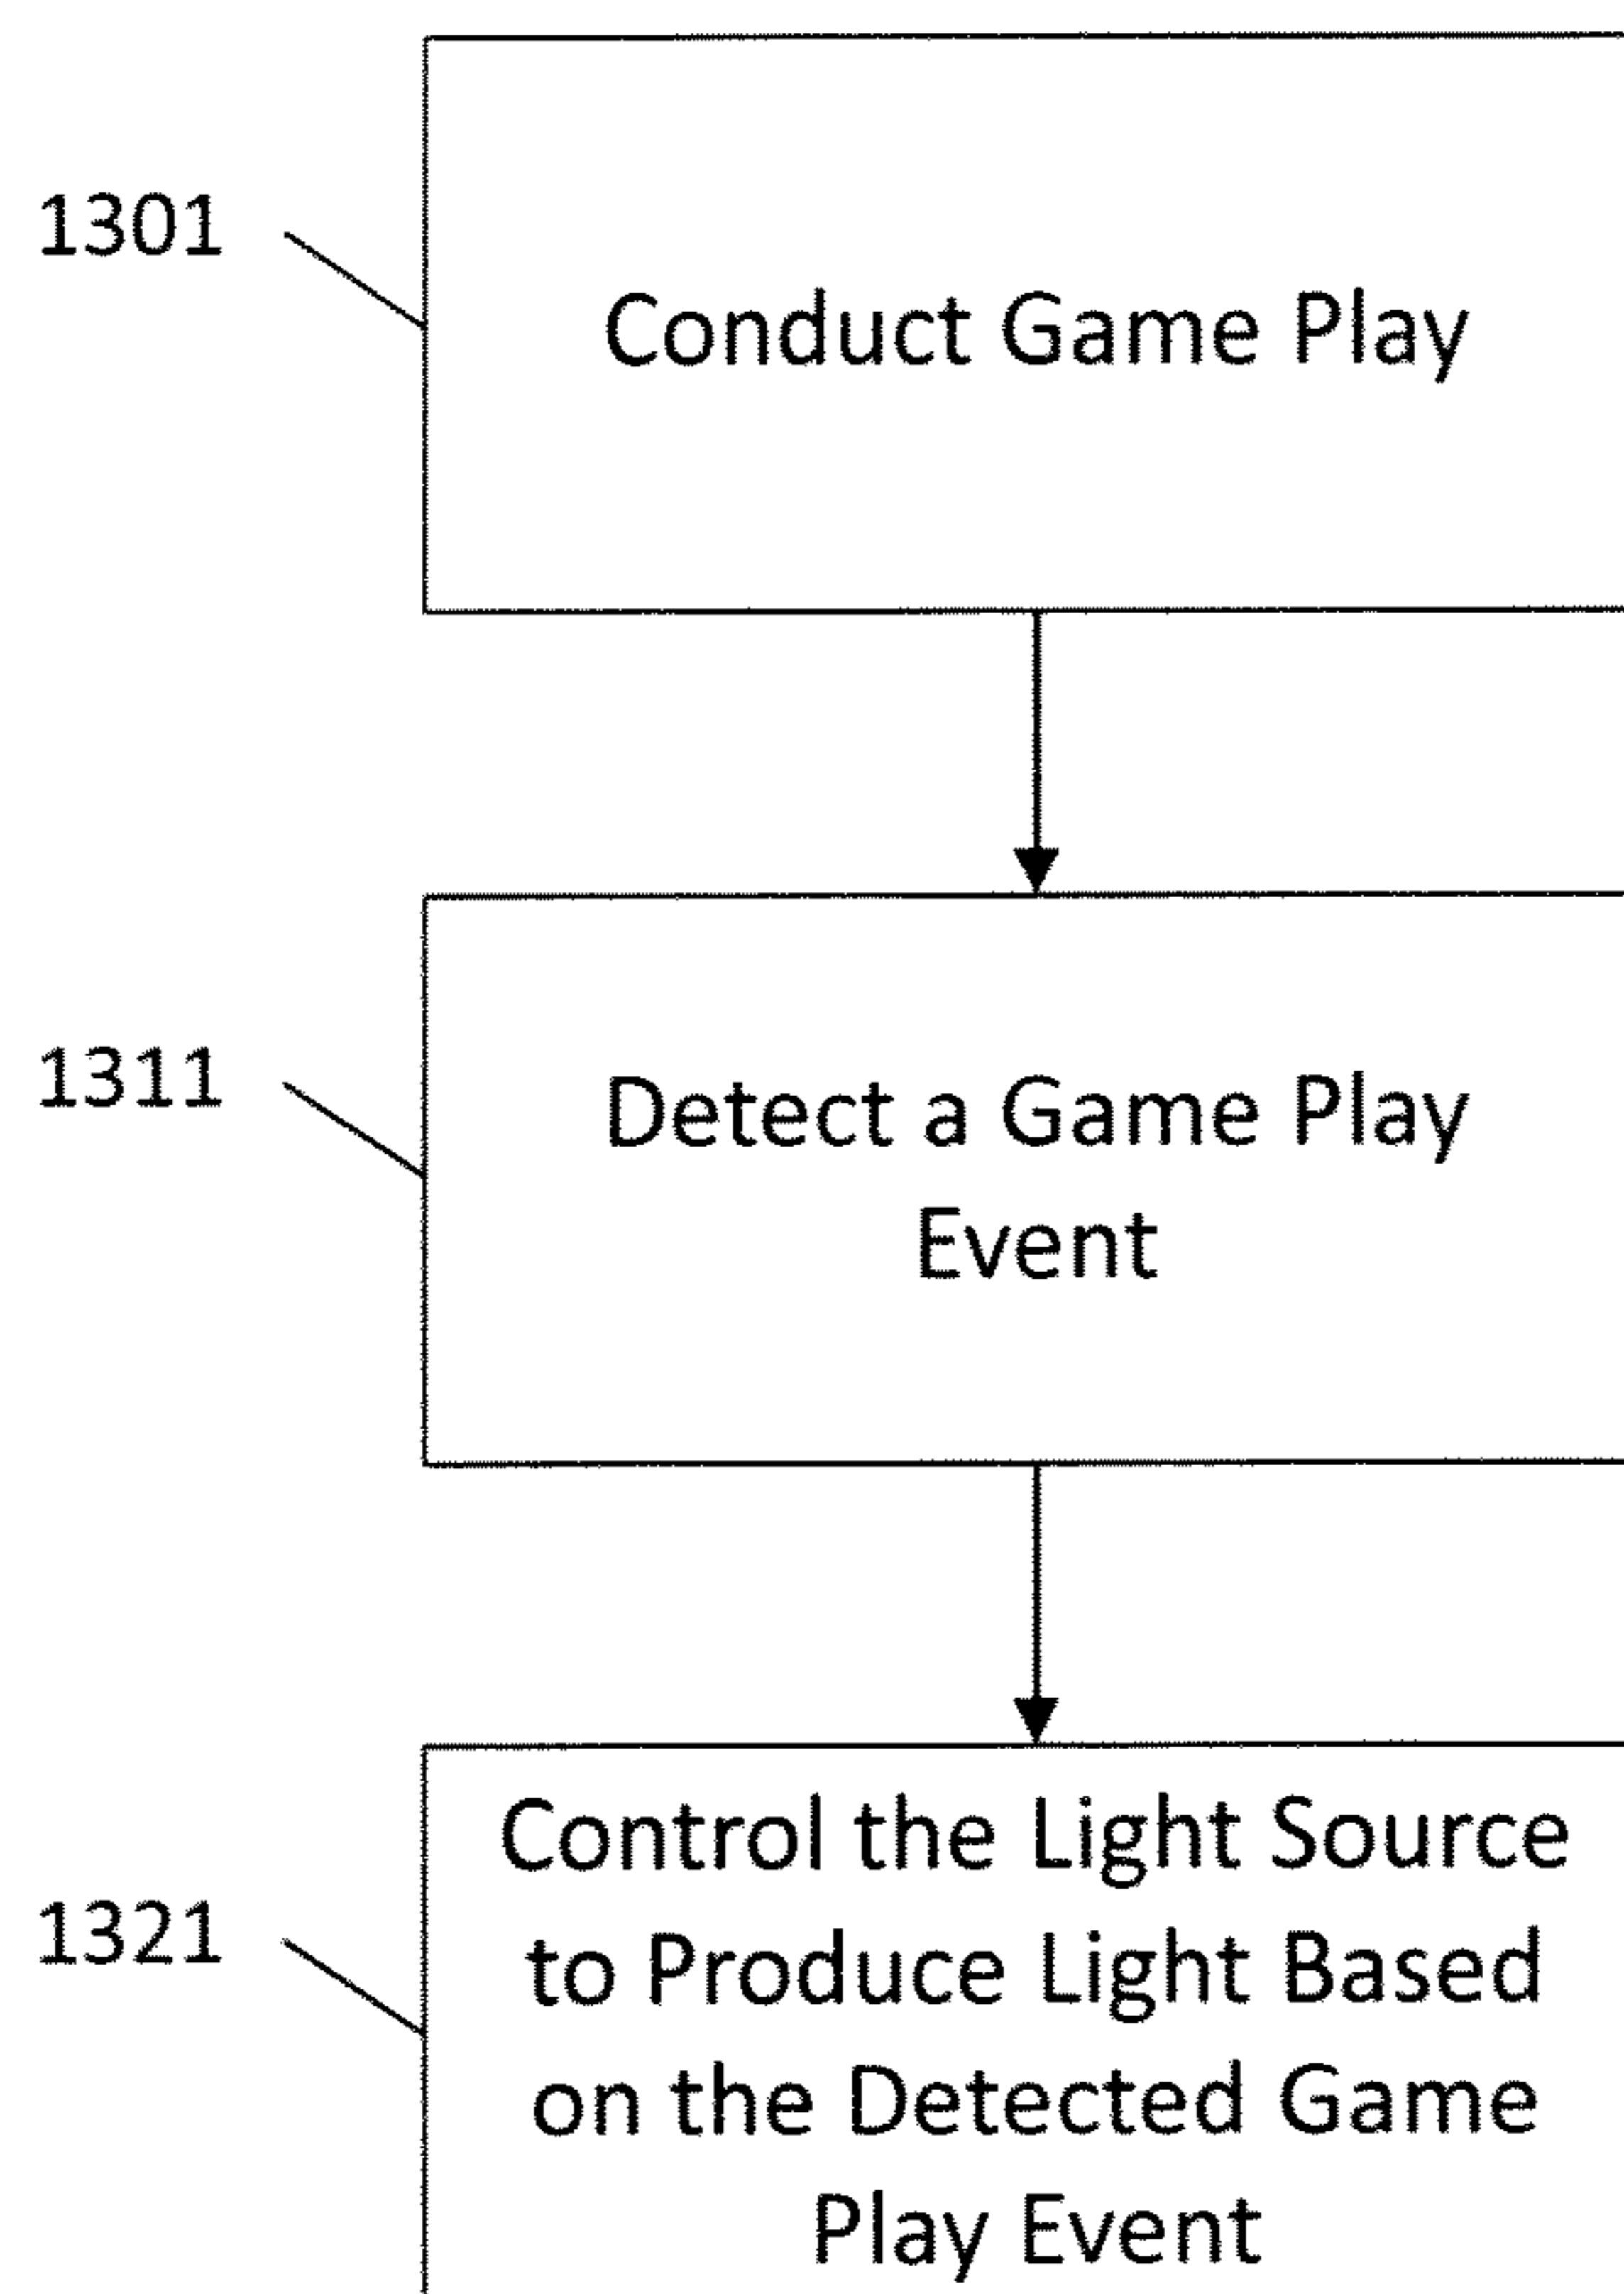 1301
Conduct Game Play
1311
Detect a Game Play
Event
1321
Control the Light Source
to Produce Light Based
on the Detected Game
Play Event